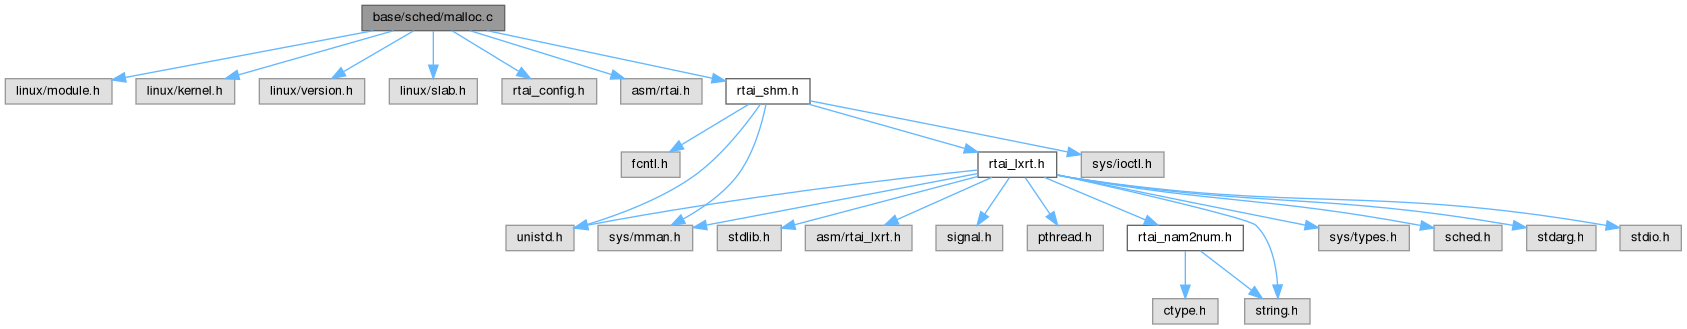 base/sched/malloc.c
linux/module.h
linux/kernel.h
linux/version.h
linux/slab.h
rtai_config.h
asm/rtai.h
rtai_shm.h
fcntl.h
rtai_lxrt.h
sys/ioctl.h
unistd.h
sys/mman.h
stdlib.h
asm/rtai_lxrt.h
signal.h
pthread.h
rtai_nam2num.h
sys/types.h
sched.h
stdarg.h
stdio.h
ctype.h
string.h